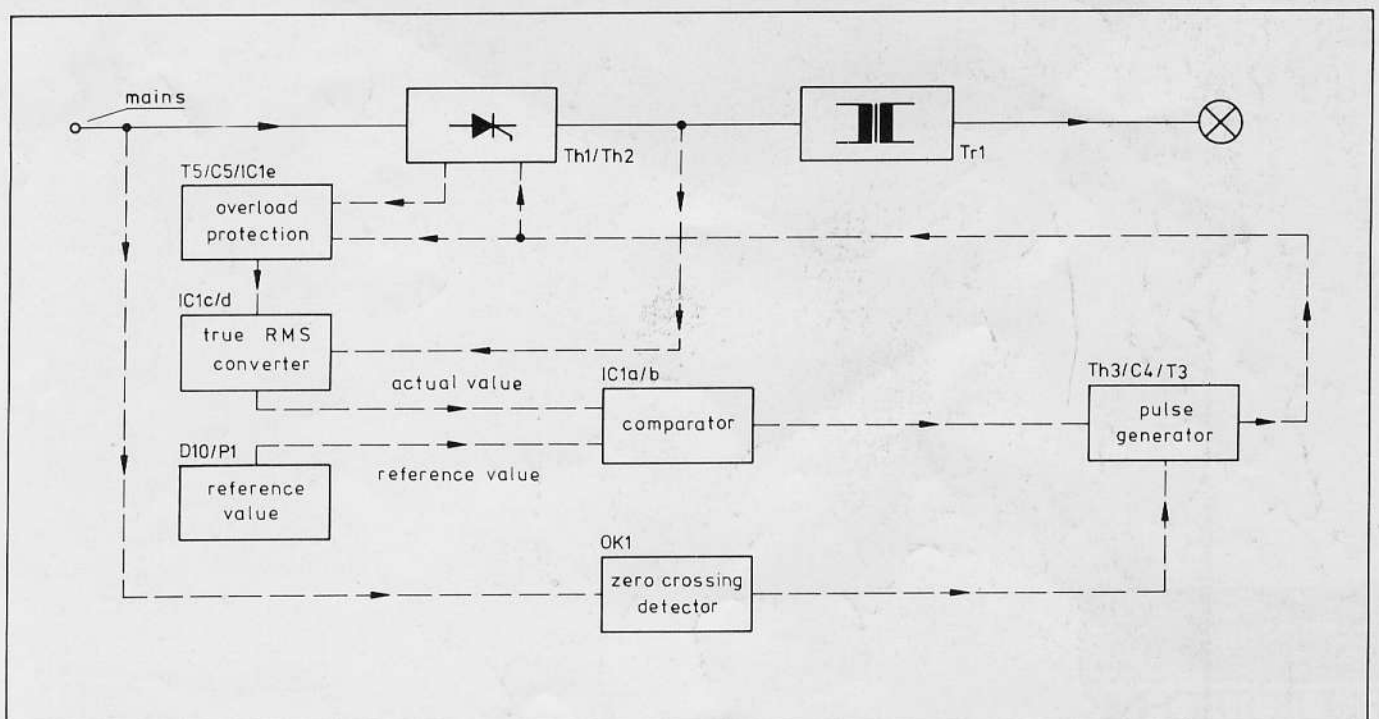 mains
Th1/Th2
Tr1
T5/C5/IC1e
overload
protection
IC1c/d
true RMS
converter
actual value
IC1a/b
comparator
Th3/C4/T3
pulse
generator
D10/P1
reference
value
reference value
OK1
zero crossing
detector